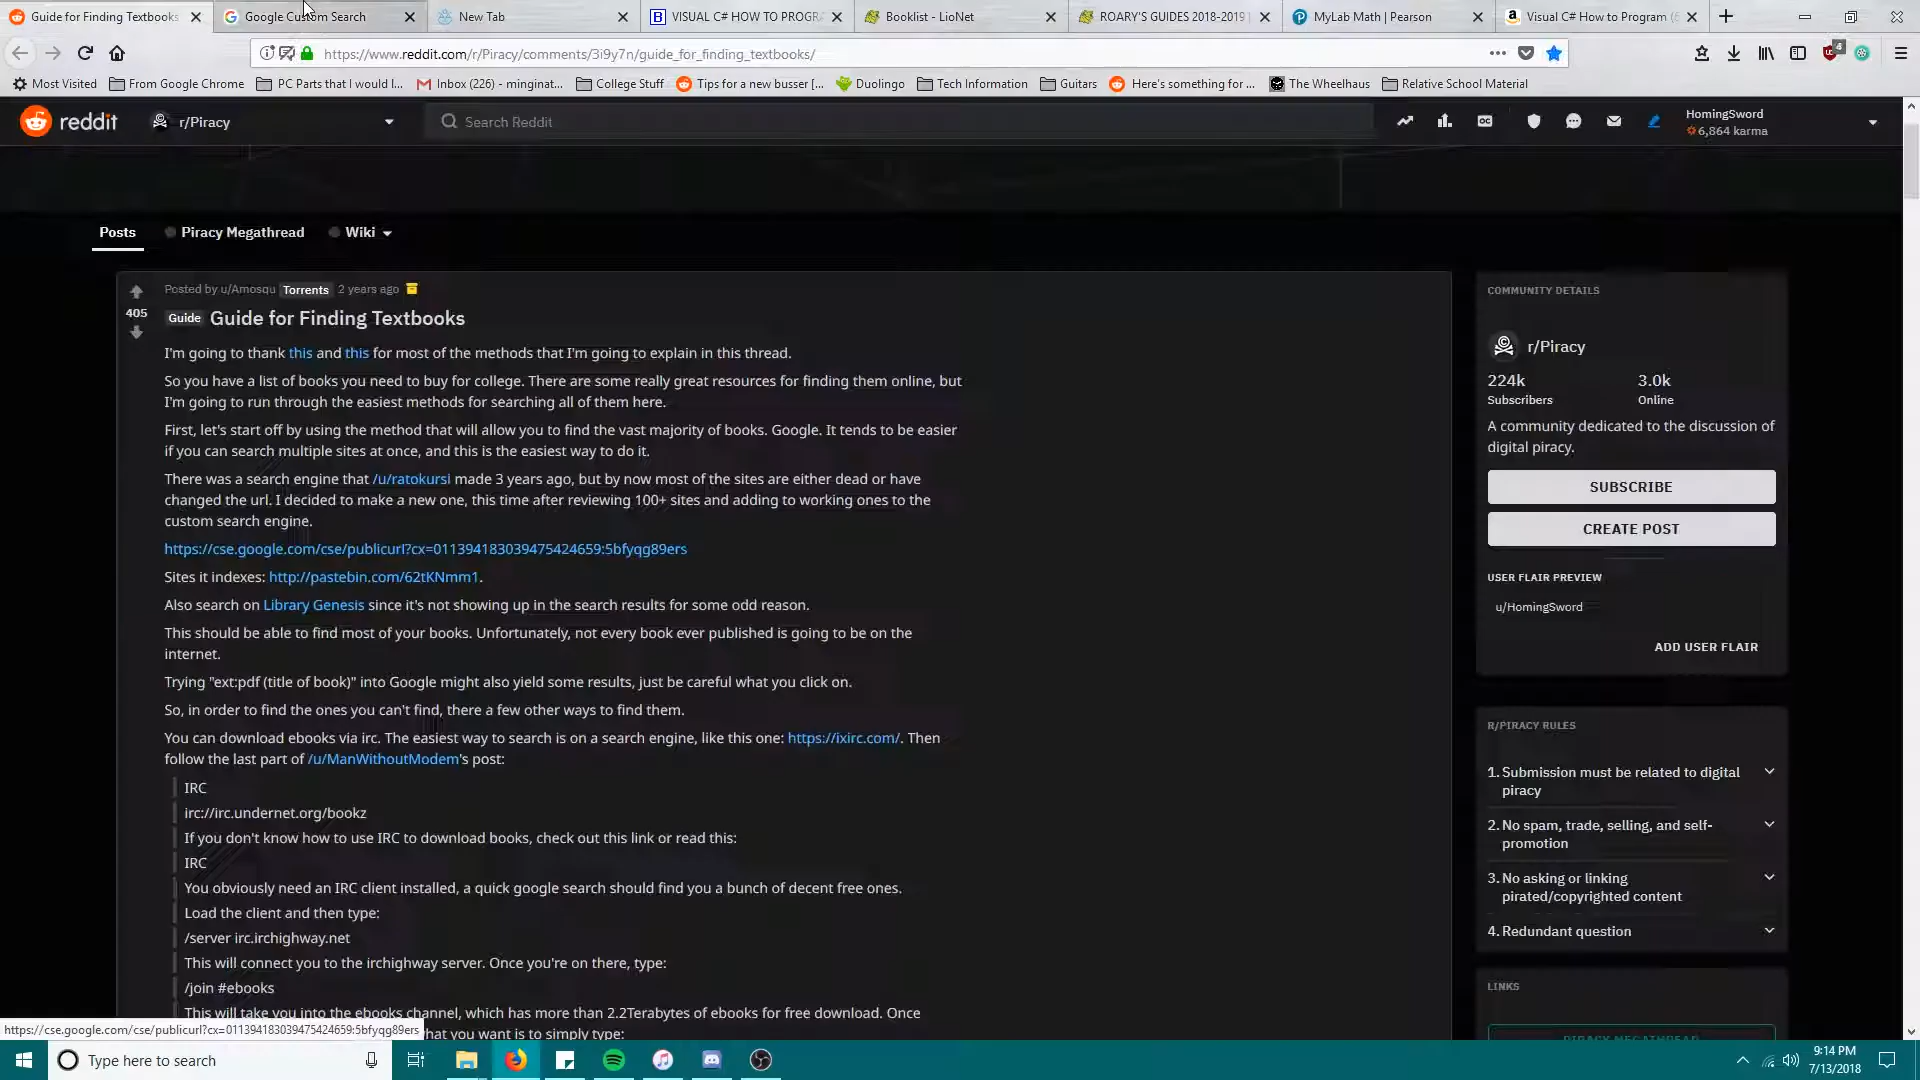 Guide for Finding Textbooks
Google Custom Search
New Tab
VISUAL C# HOW TO PROGRA
Booklist - LioNet
ROARY'S GUIDES 2018-2019
MyLab Math | Pearson
Visual C# How to Program (6
https://www.reddit.com/r/Piracy/comments/3i9y7n/guide_for_finding_textbooks/
4
Most Visited
From Google Chrome
PC Parts that I would l...
Inbox (226) - minginat...
College Stuff
Tips for a new busser [...
Duolingo
Tech Information
Guitars
Here's something for ...
The Wheelhaus
Relative School Material
reddit
r/Piracy
Search Reddit
HomingSword
6,864 karma
Posts
Piracy Megathread
Wiki
Posted by u/Amosqu Torrents 2 years ago
405
Guide Guide for Finding Textbooks
I'm going to thank this and this for most of the methods that I'm going to explain in this thread.
So you have a list of books you need to buy for college. There are some really great resources for finding them online, but
I'm going to run through the easiest methods for searching all of them here.
First, let's start off by using the method that will allow you to find the vast majority of books. Google. It tends to be easier
if you can search multiple sites at once, and this is the easiest way to do it.
There was a search engine that /u/ratokursi made 3 years ago, but by now most of the sites are either dead or have
changed the url. I decided to make a new one, this time after reviewing 100+ sites and adding to working ones to the
custom search engine.
https://cse.google.com/cse/publicurl?cx=011394183039475424659:5bfyqg89ers
Sites it indexes: http://pastebin.com/62tKNmm1.
Also search on Library Genesis since it's not showing up in the search results for some odd reason.
This should be able to find most of your books. Unfortunately, not every book ever published is going to be on the
internet.
Trying "ext:pdf (title of book)" into Google might also yield some results, just be careful what you click on.
So, in order to find the ones you can't find, there a few other ways to find them.
You can download ebooks via irc. The easiest way to search is on a search engine, like this one: https://ixirc.com/. Then
follow the last part of /u/ManWithoutModem's post:
IRC
irc://irc.undernet.org/bookz
If you don't know how to use IRC to download books, check out this link or read this:
IRC
You obviously need an IRC client installed, a quick google search should find you a bunch of decent free ones.
Load the client and then type:
/server irc.irchighway.net
This will connect you to the irchighway server. Once you're on there, type:
/join #ebooks
This will take you into the ebooks channel, which has more than 2.2Terabytes of ebooks for free download. Once
what you want is to simply type:
https://cse.google.com/cse/publicurl?cx=011394183039475424659:5bfyqg89ers
COMMUNITY DETAILS
r/Piracy
224k
3.0k
Subscribers
Online
A community dedicated to the discussion of
digital piracy.
SUBSCRIBE
CREATE POST
USER FLAIR PREVIEW
u/HomingSword
ADD USER FLAIR
R/PIRACY RULES
1. Submission must be related to digital
piracy
2. No spam, trade, selling, and self-
promotion
3. No asking or linking
pirated/copyrighted content
4. Redundant question
LINKS
PIRACY MEGATHREAD
Type here to search
9:14 PM
7/13/2018